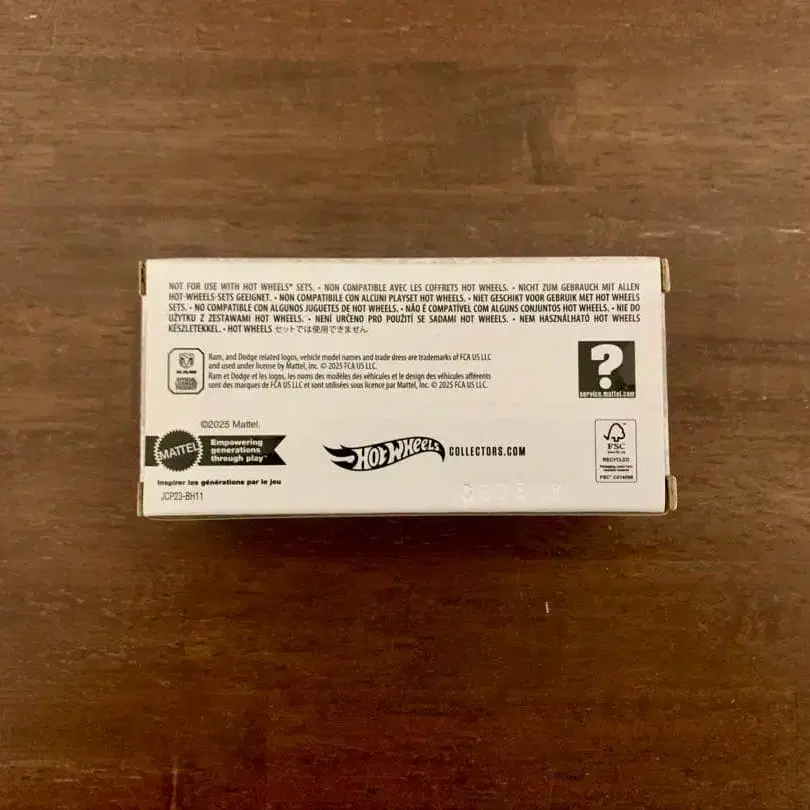 NOT FOR USE WITH HOT WHEELS® SETS. • NON COMPATIBLE AVEC LES COFFRETS HOT WHEELS. • NICHT ZUM GEBRAUCH MIT ALLEN
HOT-WHEELS-SETS GEEIGNET. • NON COMPATIBILE CON ALCUNI PLAYSET HOT WHEELS. • NIET GESCHIKT VOOR GEBRUIK MET HOT WHEELS
SETS. • NO COMPATIBLE CON ALGUNOS JUGUETES DE HOT WHEELS. • NÃO É COMPATÍVEL COM ALGUNS CONJUNTOS HOT WHEELS. • NIE DO
UŻYTKU Z ZESTAWAMI HOT WHEELS. • NENÍ URČENO PRO POUŽITÍ SE SADAMI HOT WHEELS. • NEM HASZNÁLHATÓ HOT WHEELS
KÉSZLETEKKEL. • HOT WHEELS セットでは使用できません
Ram, and Dodge related logos, vehicle model names and trade dress are trademarks of FCA US LLC
and used under license by Mattel, Inc. © 2025 FCA US LLC.
Ram et Dodge et les logos, les noms des modèles des véhicules et le design des véhicules afférents
sont des marques de FCA US LLC et sont utilisés sous licence par Mattel, Inc. © 2025 FCA US LLC.
?
service.mattel.com
©2025 Mattel.
MATTEL
Empowering
generations
through play™
Inspirer les générations par le jeu
JCP23-BH11
HOT WHEELS
COLLECTORS.COM
FSC
RECYCLED